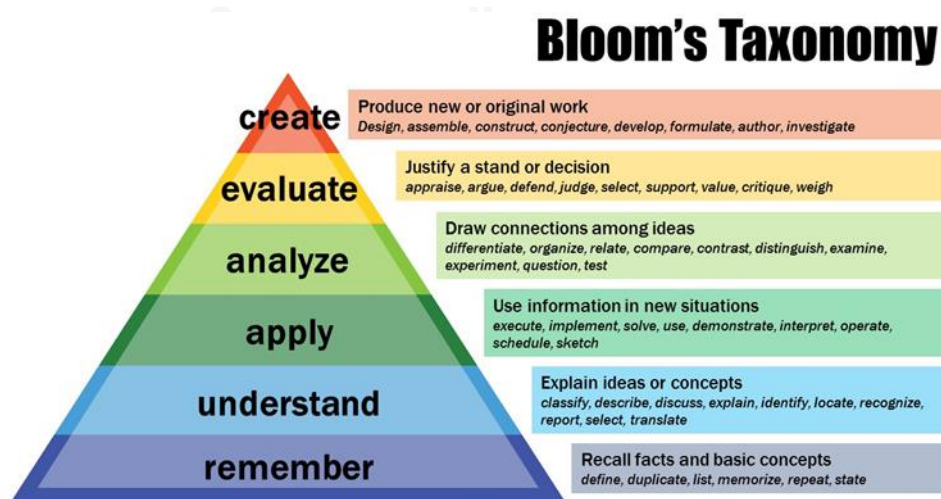 Bloom's Taxonomy
create
Produce new or original work
Design, assemble, construct, conjecture, develop, formulate, author, investigate
evaluate
Justify a stand or decision
appraise, argue, defend, judge, select, support, value, critique, weigh
analyze
Draw connections among ideas
differentiate, organize, relate, compare, contrast, distinguish, examine,
experiment, question, test
apply
Use information in new situations
execute, implement, solve, use, demonstrate, interpret, operate,
schedule, sketch
understand
Explain ideas or concepts
classify, describe, discuss, explain, identify, locate, recognize,
report, select, translate
remember
Recall facts and basic concepts
define, duplicate, list, memorize, repeat, state